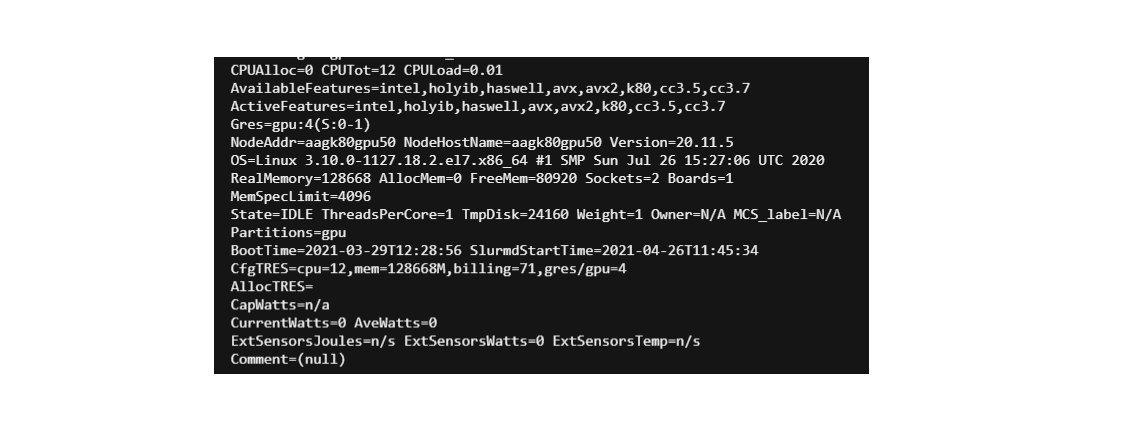 CPUAlloc=0 CPUTot=12 CPULoad=0.01
AvailableFeatures=intel,holyib,haswell,avx,avx2,k80,cc3.5,cc3.7
ActiveFeatures=intel,holyib,haswell,avx,avx2,k80,cc3.5,cc3.7
Gres=gpu:4(S:0-1)
NodeAddr=aagk80gpu50 NodeHostName=aagk80gpu50 Version=20.11.5
OS=Linux 3.10.0-1127.18.2.el7.x86_64 #1 SMP Sun Jul 26 15:27:06 UTC 2020
RealMemory=128668 AllocMem=0 FreeMem=80920 Sockets=2 Boards=1
MemSpecLimit=4096
State=IDLE ThreadsPerCore=1 TmpDisk=24160 Weight=1 Owner=N/A MCS_label=N/A
Partitions=gpu
BootTime=2021-03-29T12:28:56 SlurmdStartTime=2021-04-26T11:45:34
CfgTRES=cpu=12,mem=128668M,billing=71,gres/gpu=4
AllocTRES=
CapWatts=n/a
CurrentWatts=0 AveWatts=0
ExtSensorsJoules=n/s ExtSensorsWatts=0 ExtSensorsTemp=n/s
Comment=(null)